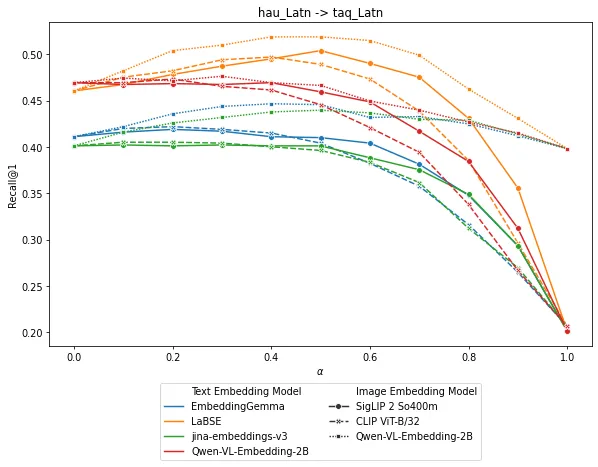 hau_Latn -> taq_Latn
Recall@1
0.50
0.45
0.40
0.35
0.30
0.25
0.20
0.0 0.2 0.4 0.6 0.8 1.0
α
Text Embedding Model Image Embedding Model
EmbeddingGemma SigLIP 2 So400m
LaBSE CLIP ViT-B/32
jina-embeddings-v3 Qwen-VL-Embedding-2B
Qwen-VL-Embedding-2B